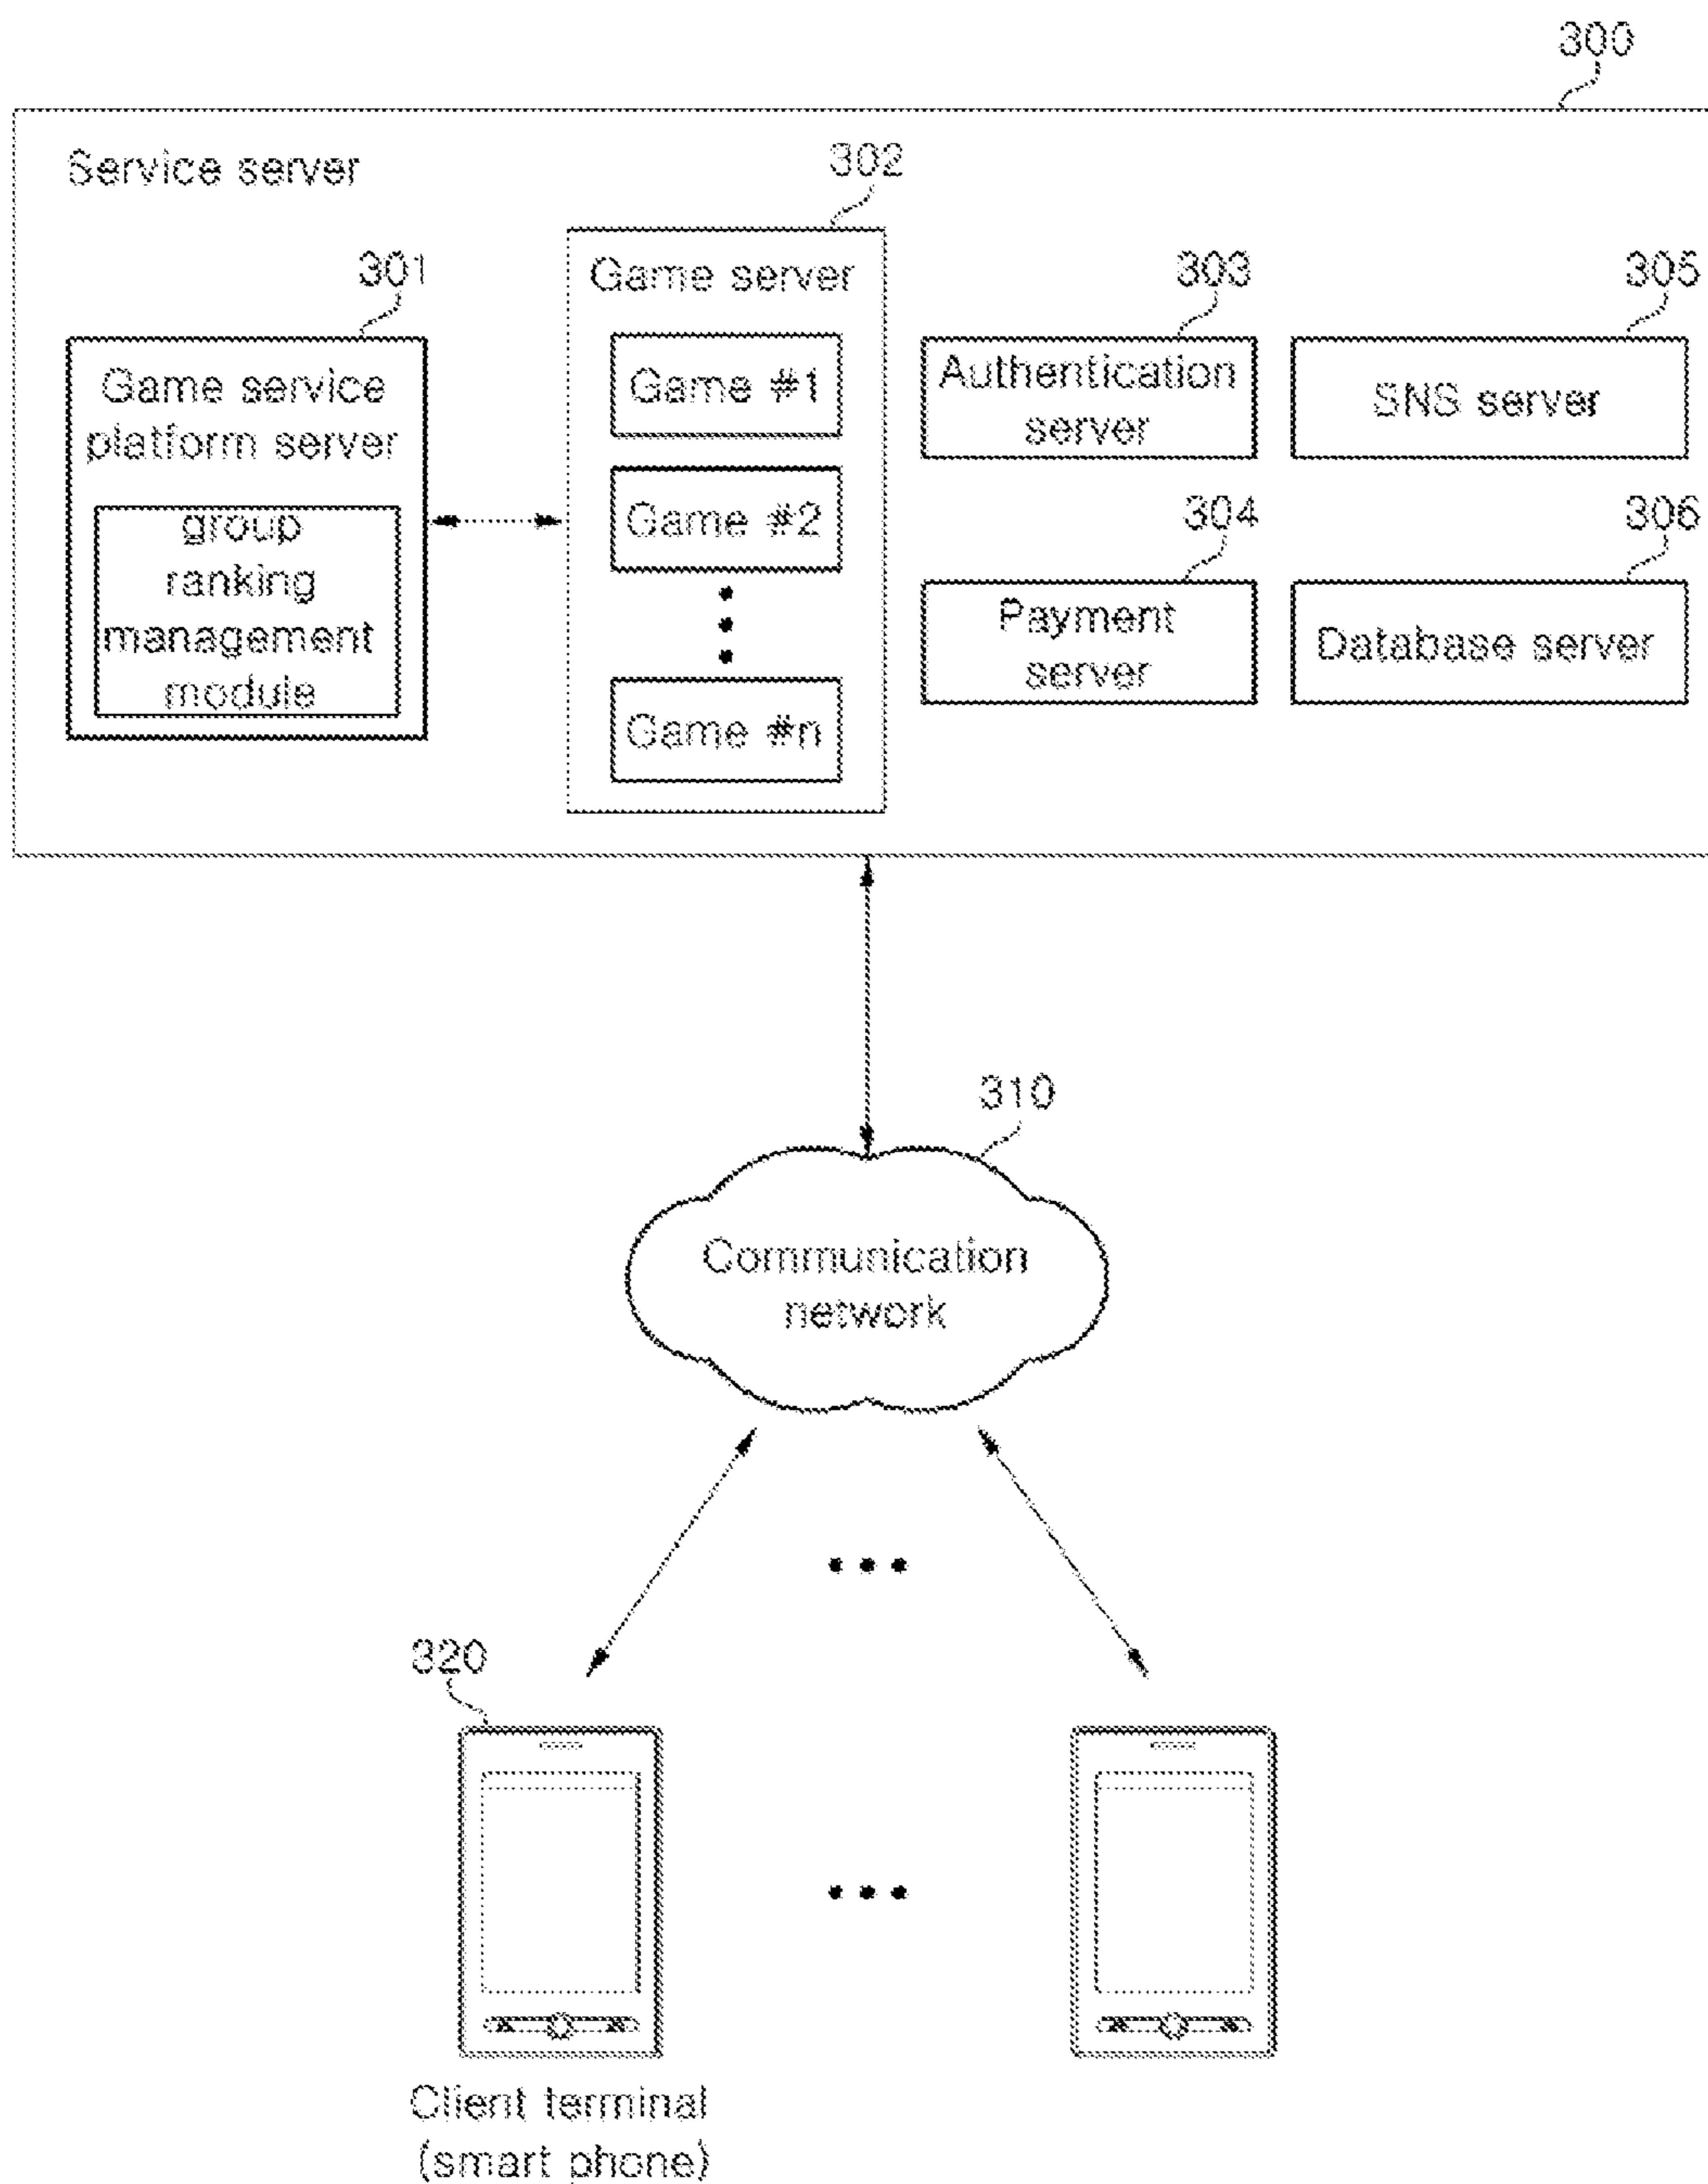 300
Service server
302
301
Game server
303
305
Game service
platform server
group
ranking
management
module
Game #1
Game #2
Game #n
Authentication
server
SNS server
304
306
Payment
server
Database server
310
Communication
network
320
Client terminal
(smart phone)